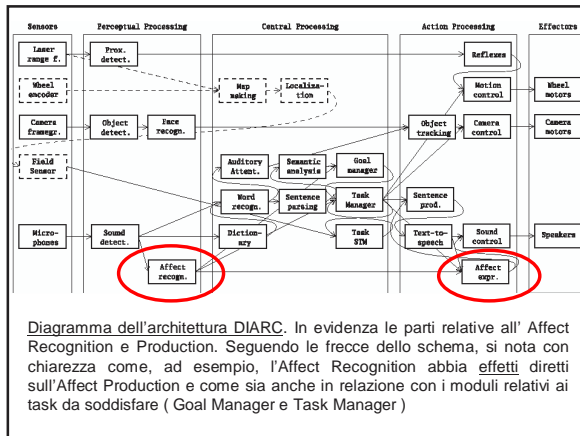 Sensors Perceptual Processing Central Processing Action Processing Effectors
Laser
range f.
Prox.
detect.
Reflexes
Wheel
encoder
Map
making
Localiza-
tion
Motion
control
Wheel
motors
Camera
framegr.
Object
detect.
Face
recogn.
Object
tracking
Camera
control
Camera
motors
Field
Sensor
Auditory
Attent.
Semantic
analysis
Goal
manager
Word
recogn.
Sentence
parsing
Task
Manager
Sentence
prod.
Micro-
phones
Sound
detect.
Diction-
ary
Task
STM
Text-to-
speech
Sound
control
Speakers
Affect
recogn.
Affect
expr.
Diagramma dell'architettura DIARC. In evidenza le parti relative all' Affect
Recognition e Production. Seguendo le frecce dello schema, si nota con
chiarezza come, ad esempio, l'Affect Recognition abbia effetti diretti
sull'Affect Production e come sia anche in relazione con i moduli relativi ai
task da soddisfare ( Goal Manager e Task Manager )